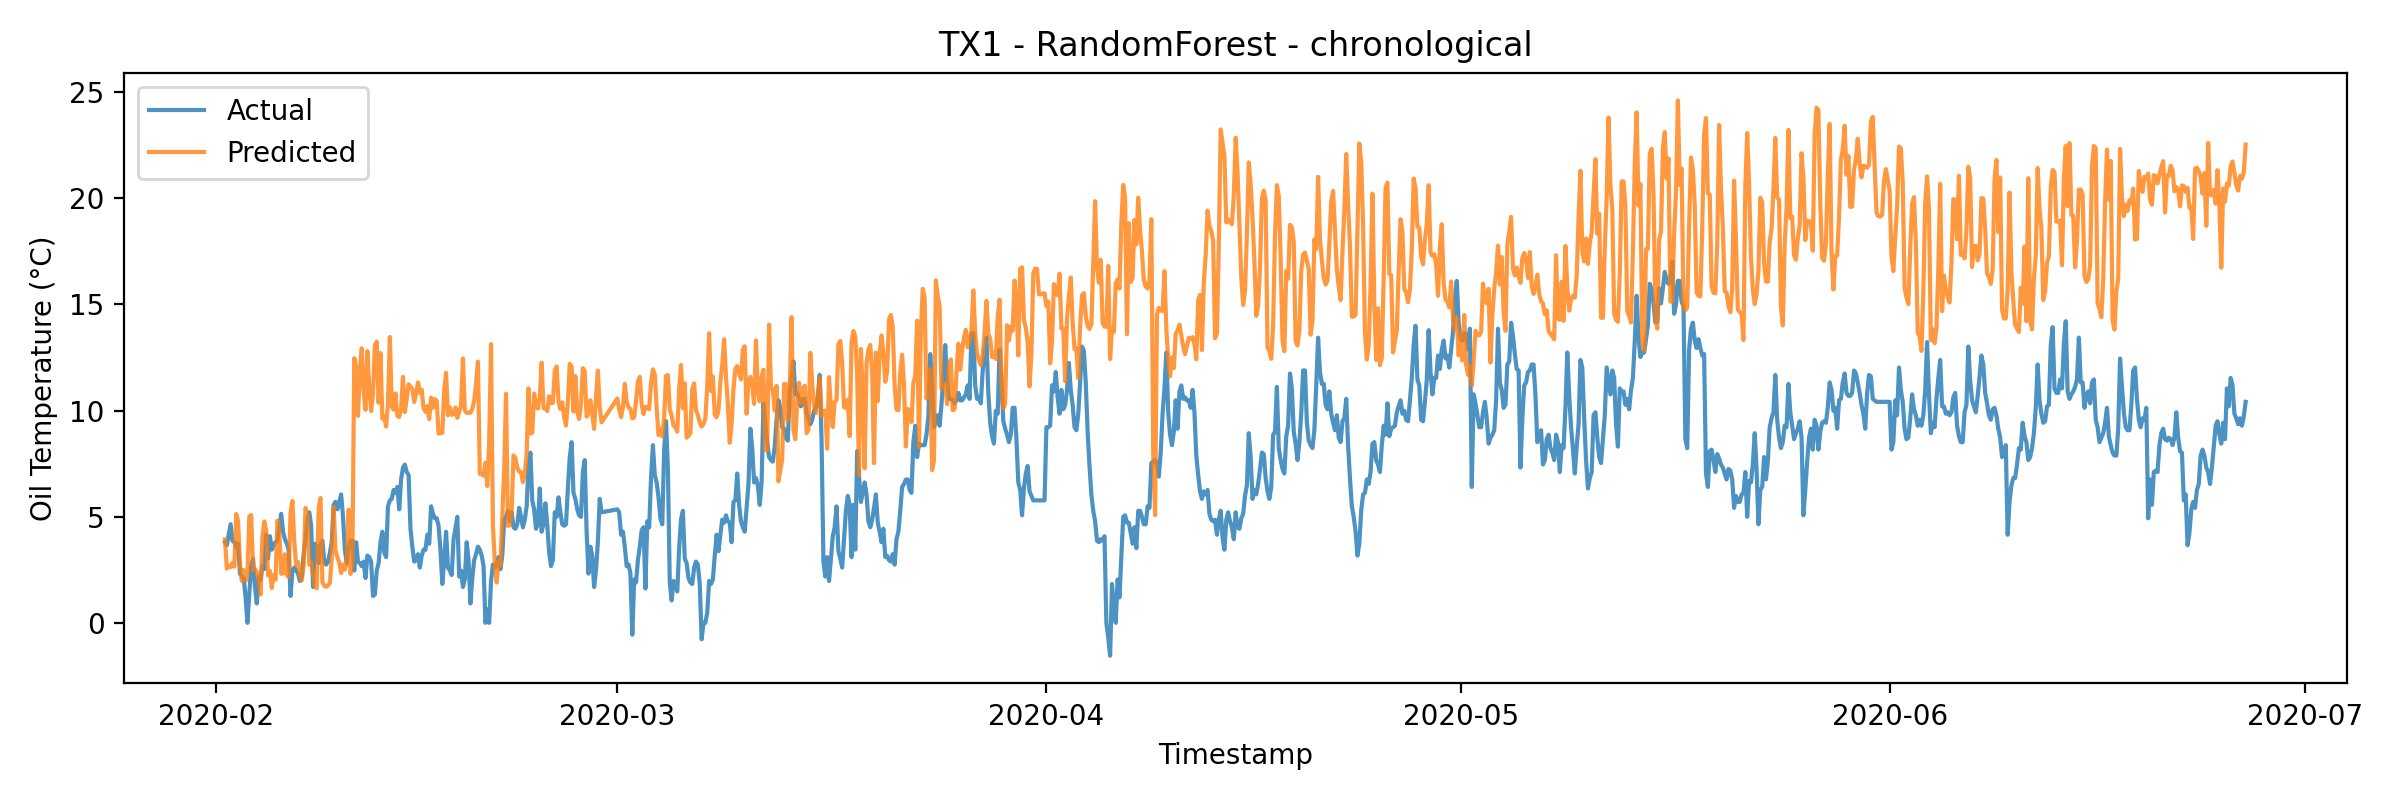 TX1 - RandomForest - chronological
25
20
15
10
5
0
Oil Temperature (°C)
Actual
Predicted
2020-02
2020-03
2020-04
2020-05
2020-06
2020-07
Timestamp